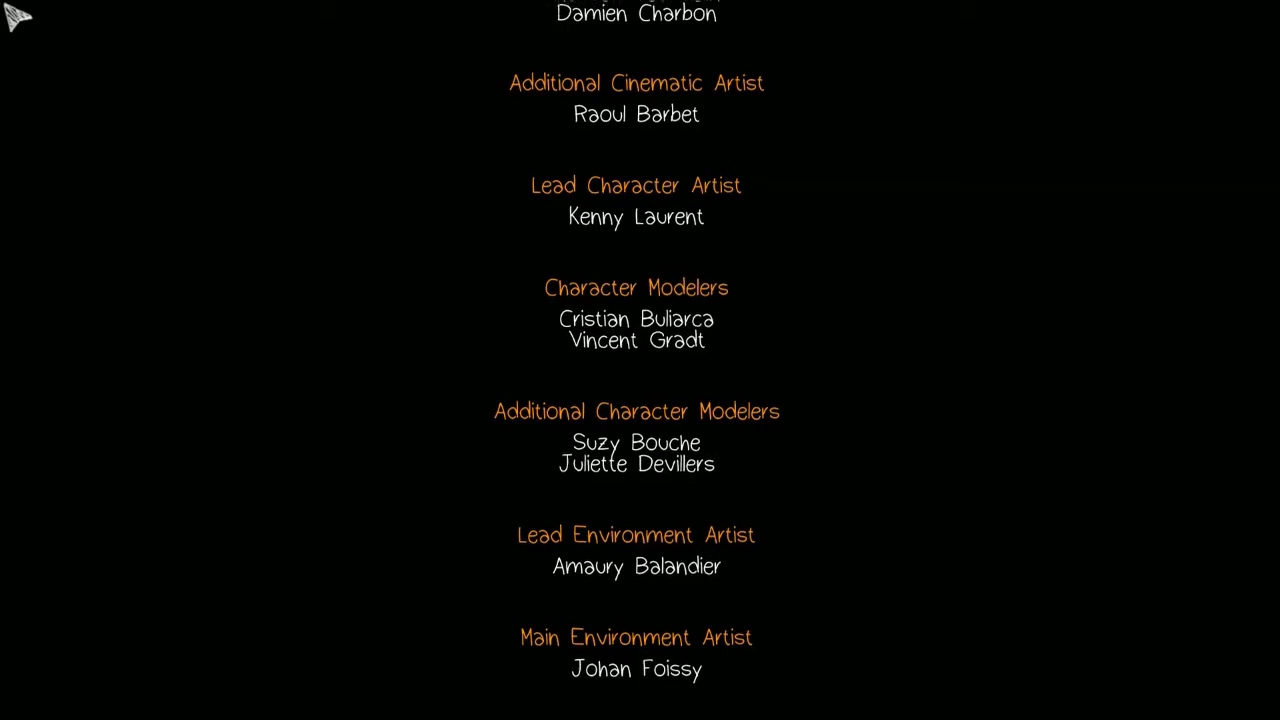 Damien Charbon
Additional Cinematic Artist
Raoul Barbet
Lead Character Artist
Kenny Laurent
Character Modelers
Cristian Buliarca
Vincent Gradt
Additional Character Modelers
Suzy Bouche
Juliette Devillers
Lead Environment Artist
Amaury Balandier
Main Environment Artist
Johan Foissy